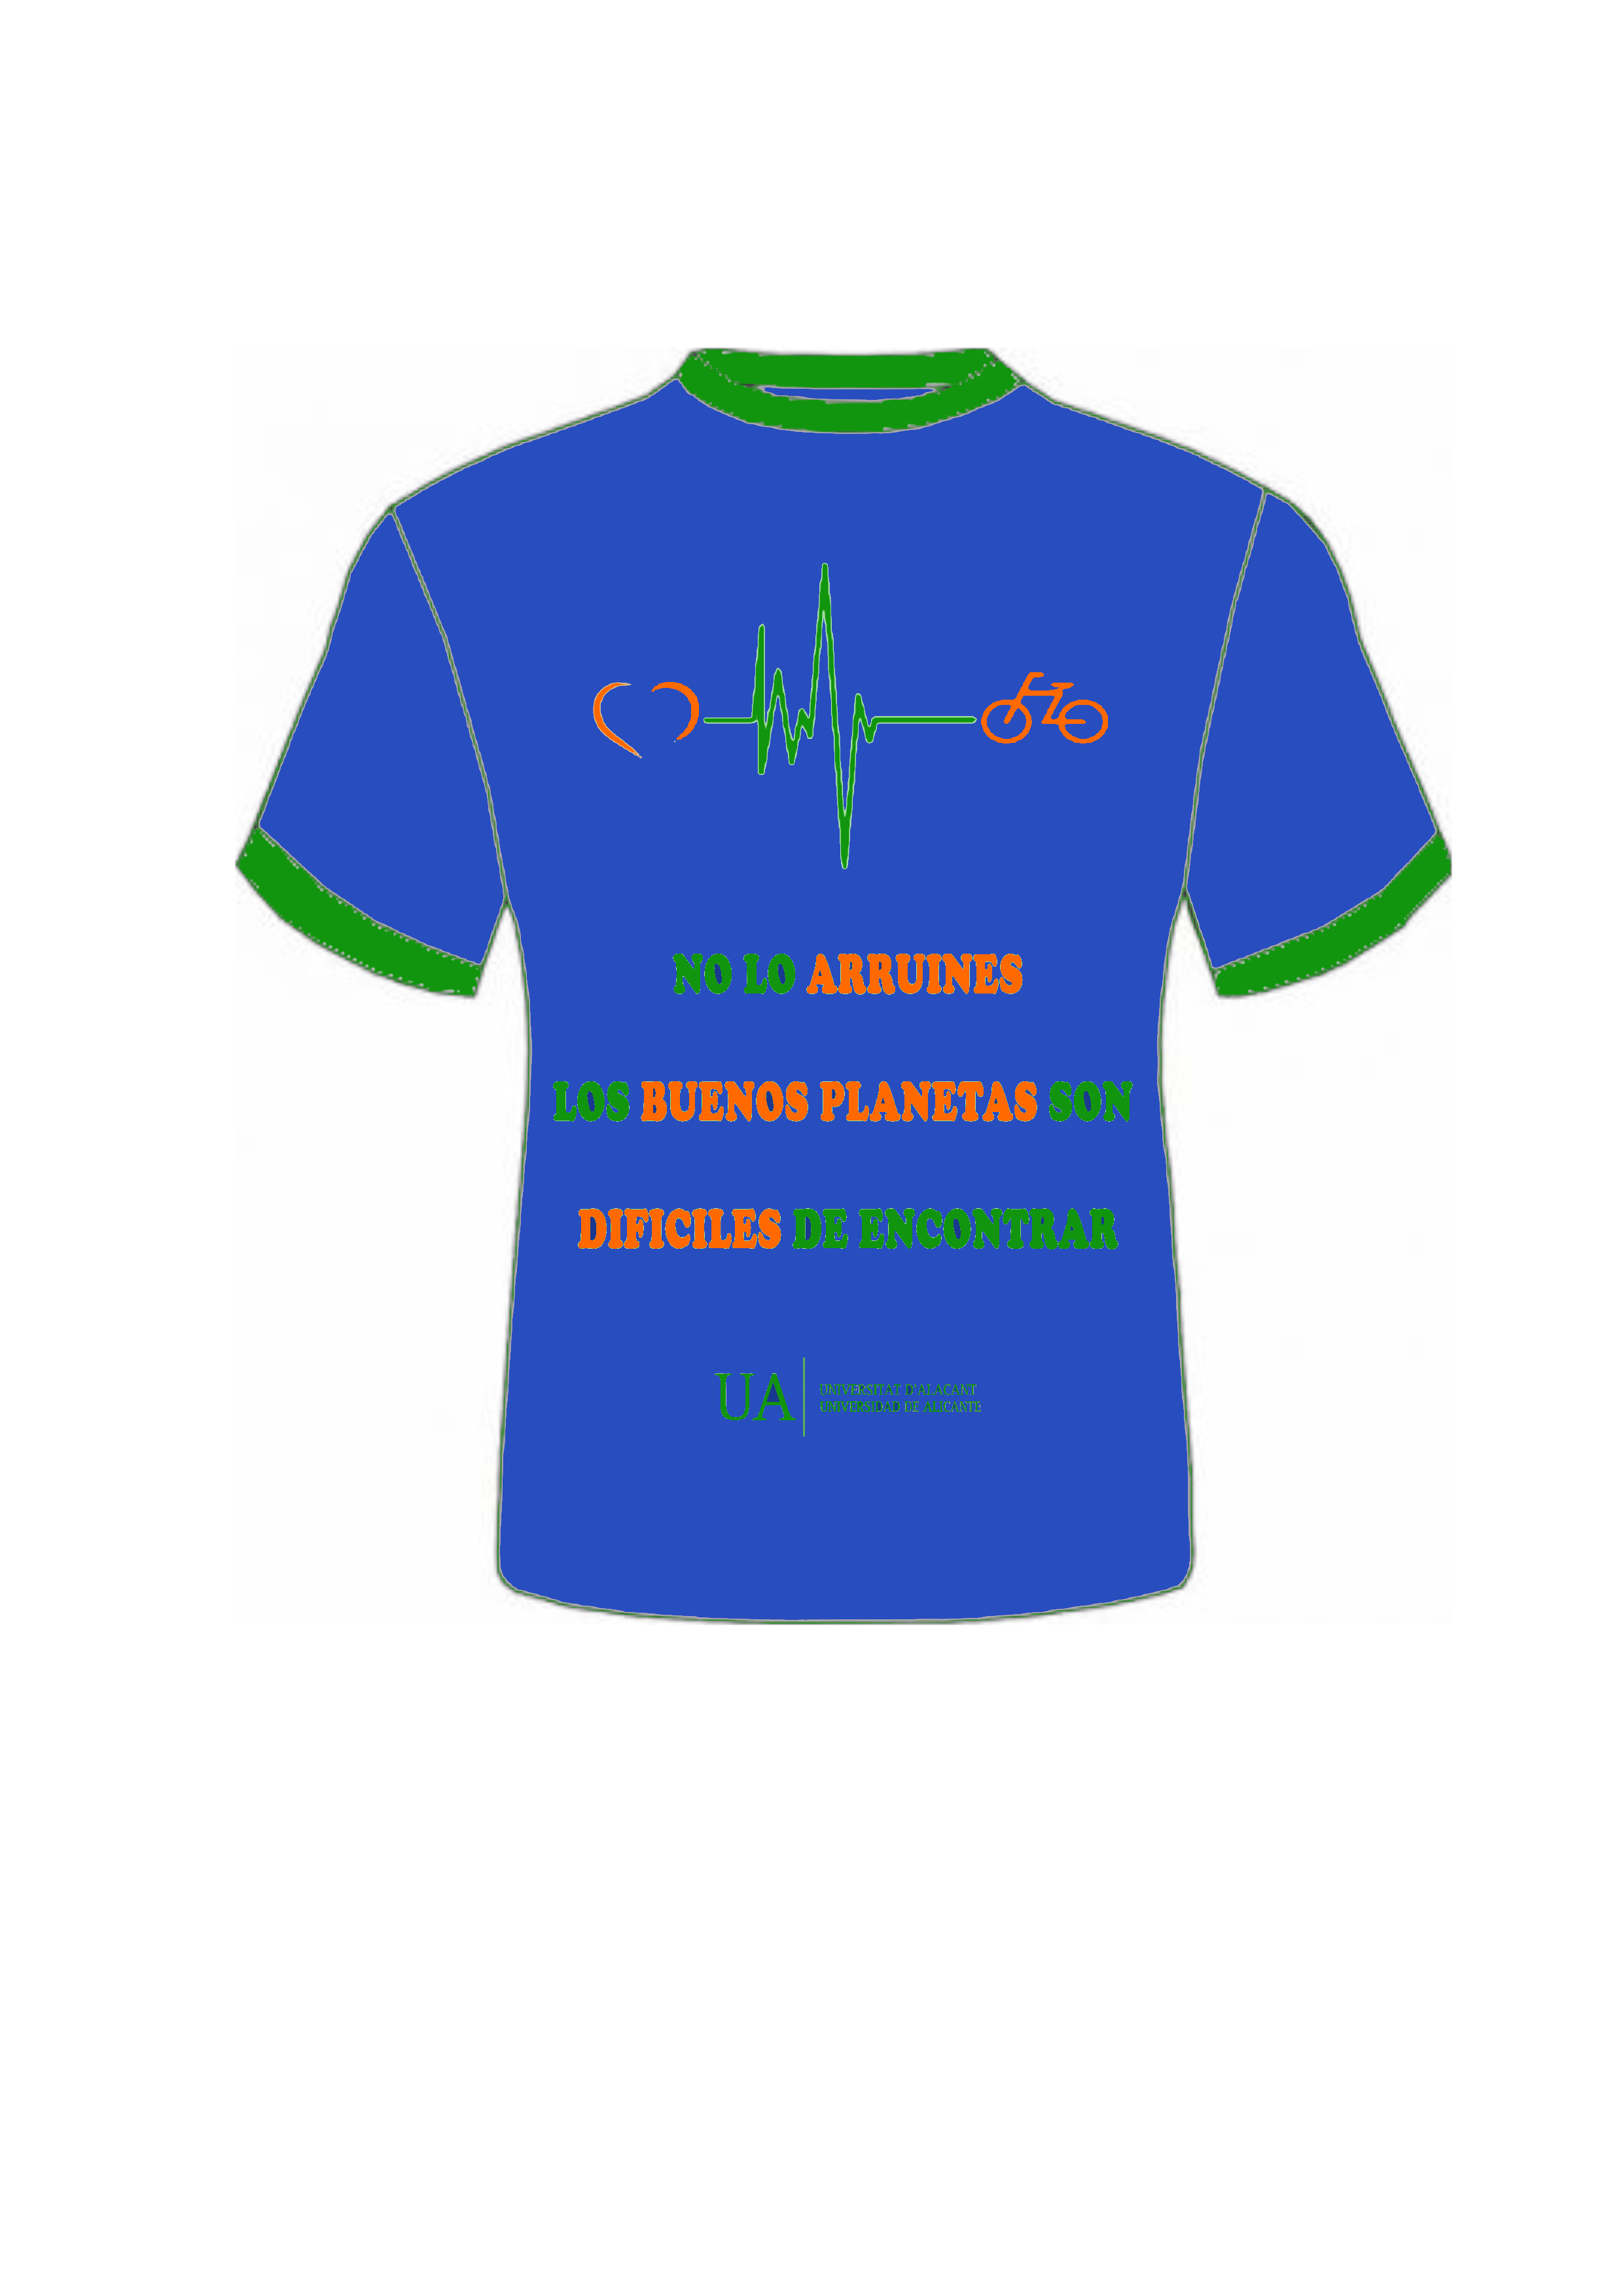 NO LO ARRUINES
LOS BUENOS PLANETAS SON
DIFICILES DE ENCONTRAR
UA
UNIVERSITAT D'ALACANT
UNIVERSIDAD DE ALICANTE